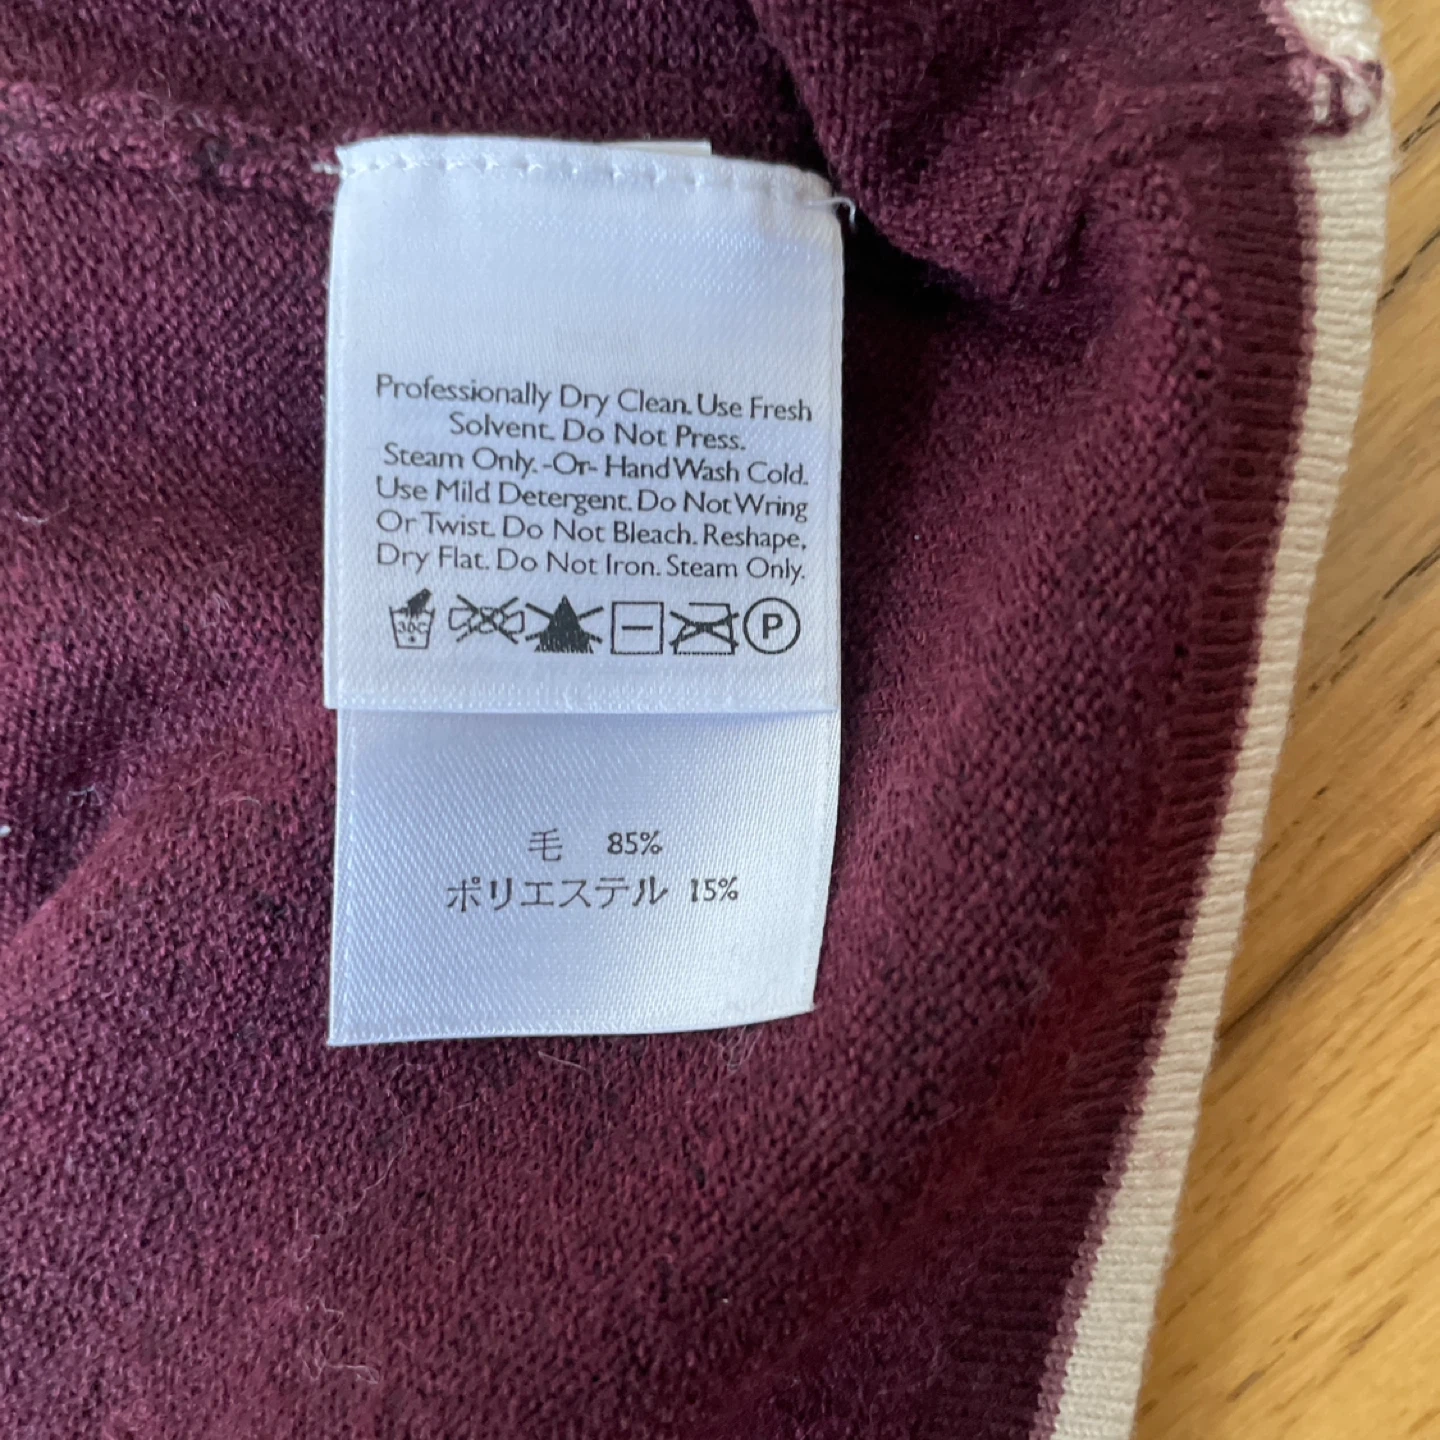 Professionally Dry Clean. Use Fresh
Solvent. Do Not Press.
Steam Only. -Or- Hand Wash Cold.
Use Mild Detergent. Do Not Wring
Or Twist. Do Not Bleach. Reshape,
Dry Flat. Do Not Iron. Steam Only.
30C P
毛 85%
ポリエステル 15%